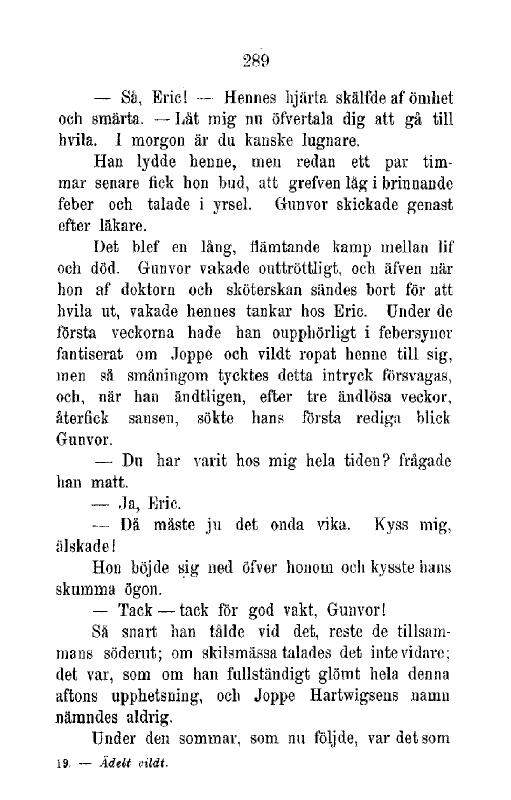 289
— Så, Eric! — Hennes hjärta skälfde af ömhet
och smärta. — Låt mig nu öfvertala dig att gå till
hvila. I morgon är du kanske lugnare.
Han lydde henne, men redan ett par tim-
mar senare fick hon bud, att grefven låg i brinnande
feber och talade i yrsel. Gunvor skickade genast
efter läkare.
Det blef en lång, flämtande kamp mellan lif
och död. Gunvor vakade outtröttligt, och äfven när
hon af doktorn och sköterskan sändes bort för att
hvila ut, vakade hennes tankar hos Eric. Under de
första veckorna hade han oupphörligt i febersyner
fantiserat om Joppe och vildt ropat henne till sig,
men så småningom tycktes detta intryck försvagas,
och, när han ändtligen, efter tre ändlösa veckor,
återfick sansen, sökte hans första rediga blick
Gunvor.
— Du har varit hos mig hela tiden? frågade
han matt.
— Ja, Eric.
— Då måste ju det onda vika. Kyss mig,
älskade!
Hon böjde sig ned öfver honom och kysste hans
skumma ögon.
— Tack — tack för god vakt, Gunvor!
Så snart han tålde vid det, reste de tillsam-
mans söderut; om skilsmässa talades det inte vidare;
det var, som om han fullständigt glömt hela denna
aftons upphetsning, och Joppe Hartwigsens namn
nämndes aldrig.
Under den sommar, som nu följde, var det som
19. — Ädelt vildt.